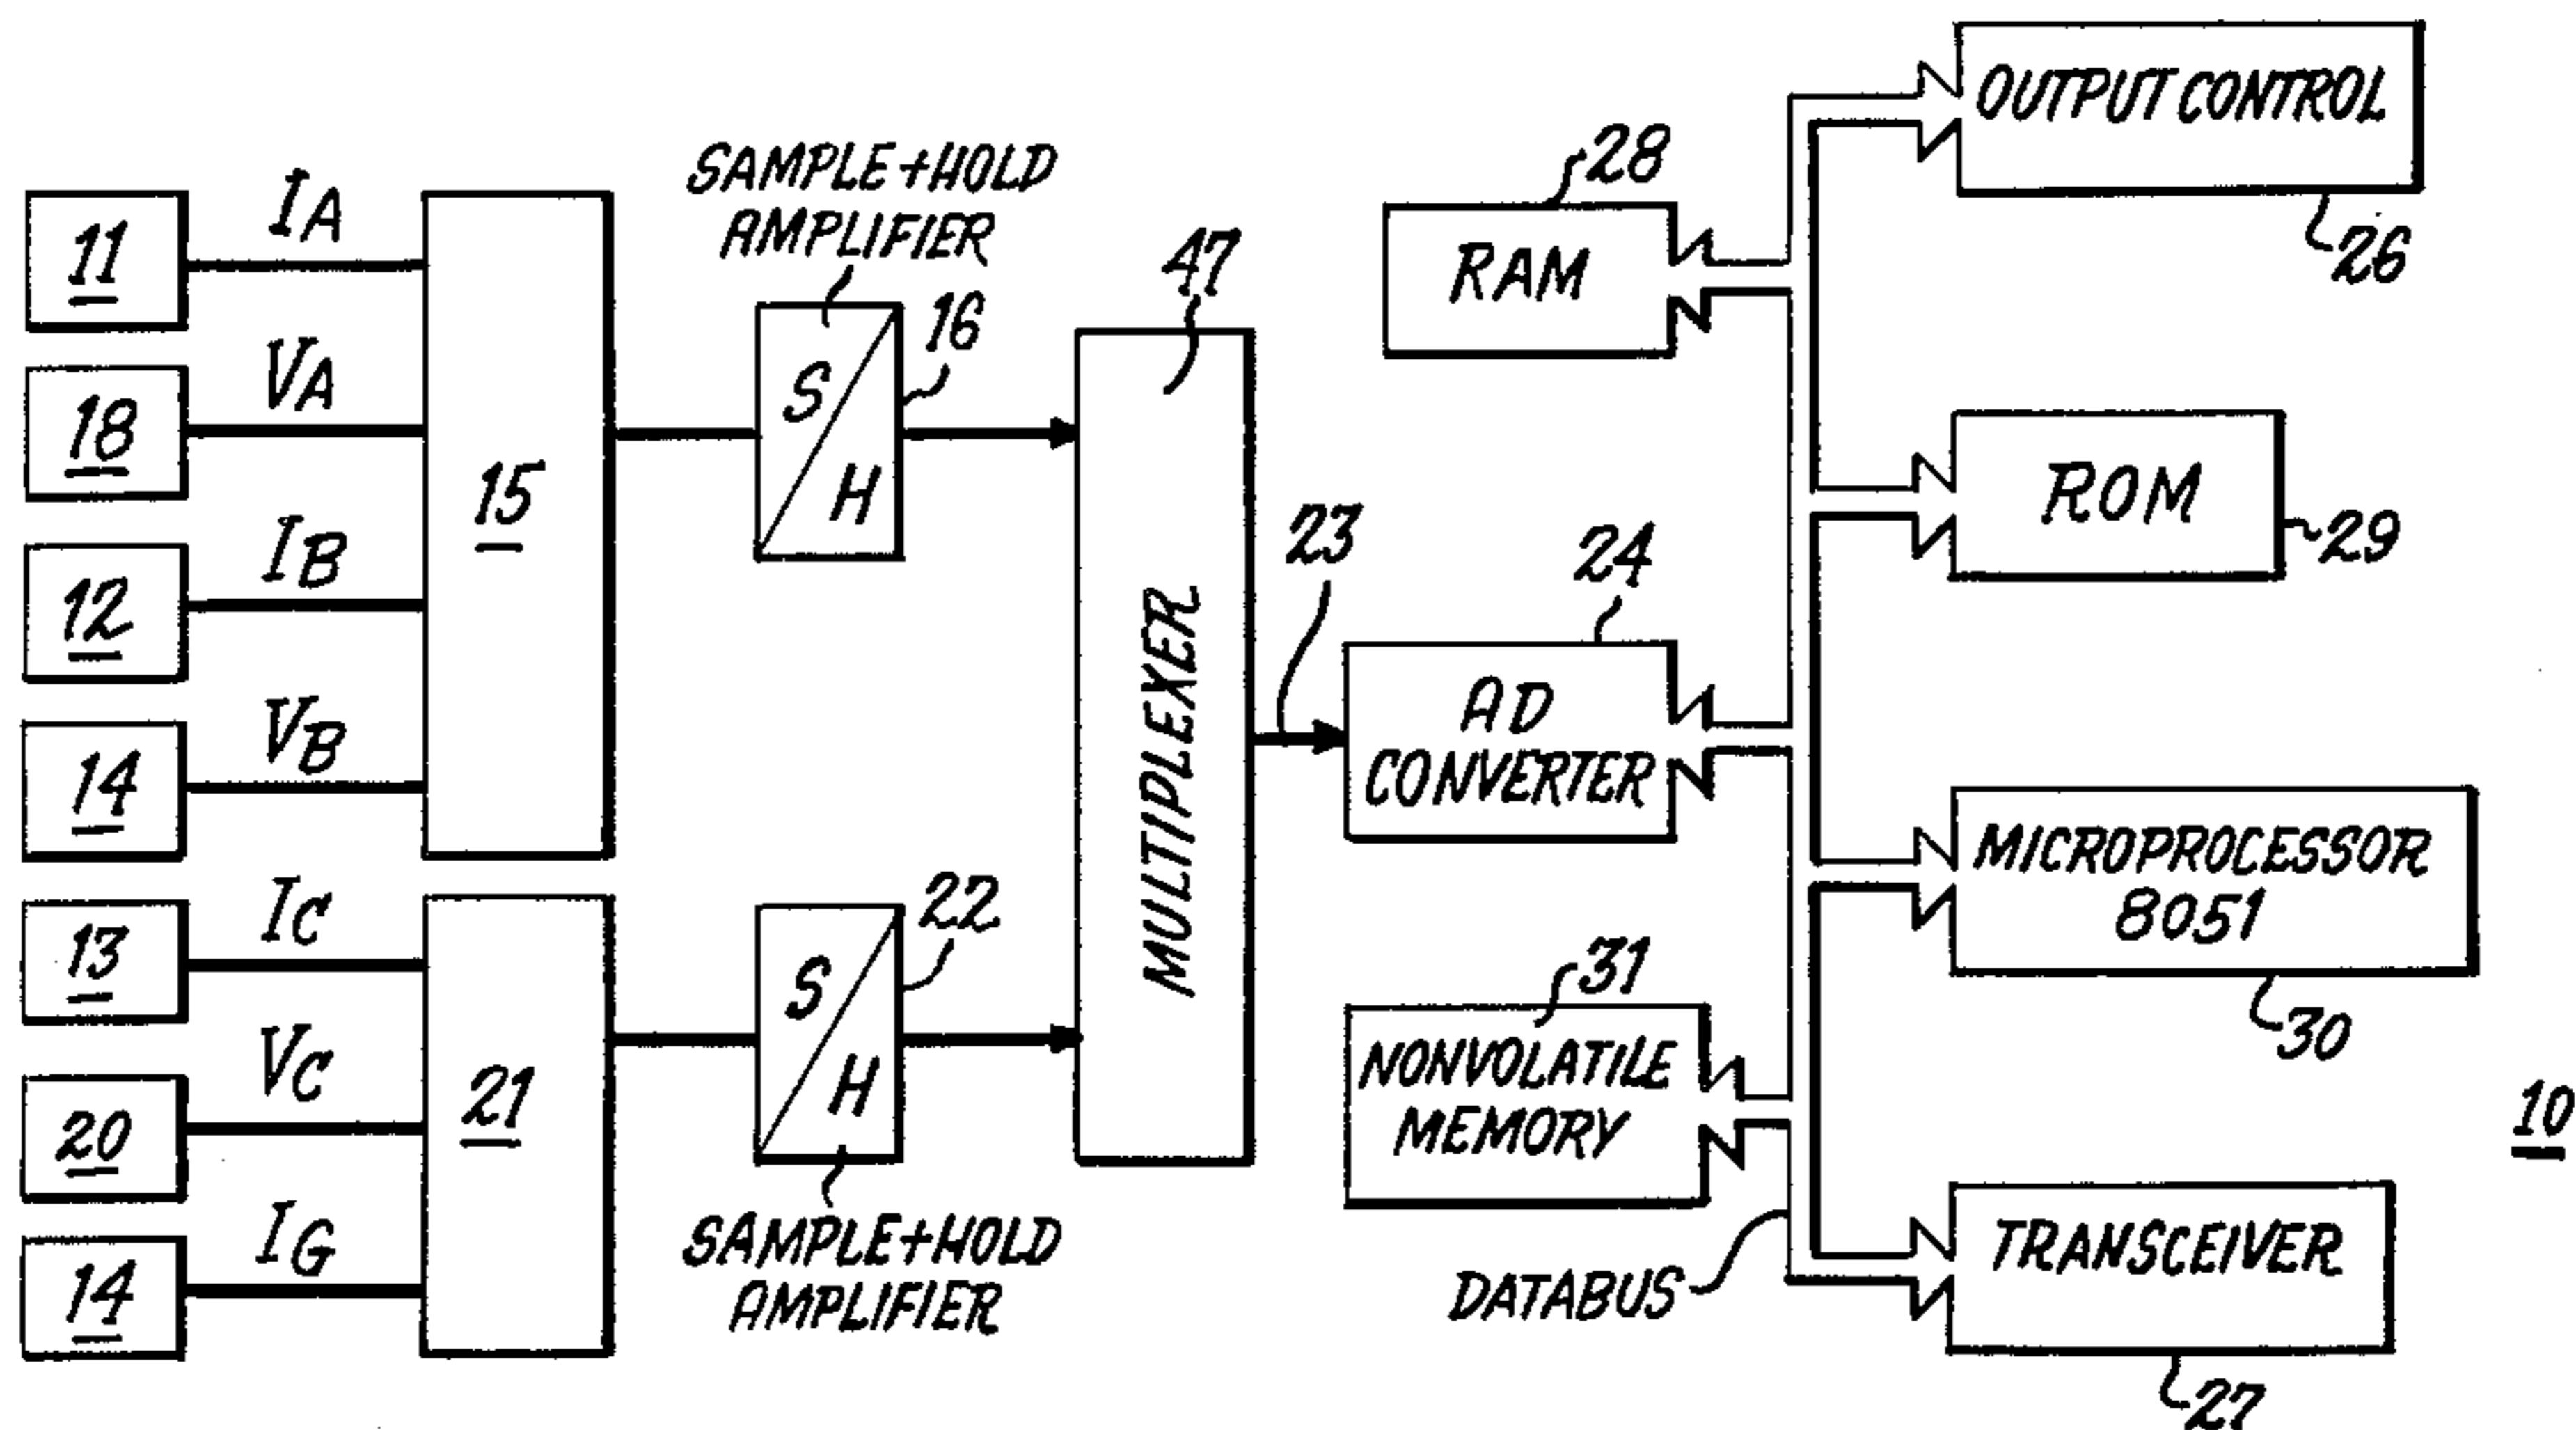 11
IA
18
VA
12
IB
14
VB
13
IC
20
VC
14
IG
15
21
SAMPLE+HOLD
AMPLIFIER
S
H
16
S
H
22
SAMPLE+HOLD
AMPLIFIER
47
MULTIPLEXER
23
24
AD
CONVERTER
28
RAM
31
NONVOLATILE
MEMORY
DATABUS
OUTPUT CONTROL
26
ROM
29
MICROPROCESSOR
8051
30
TRANSCEIVER
27
10